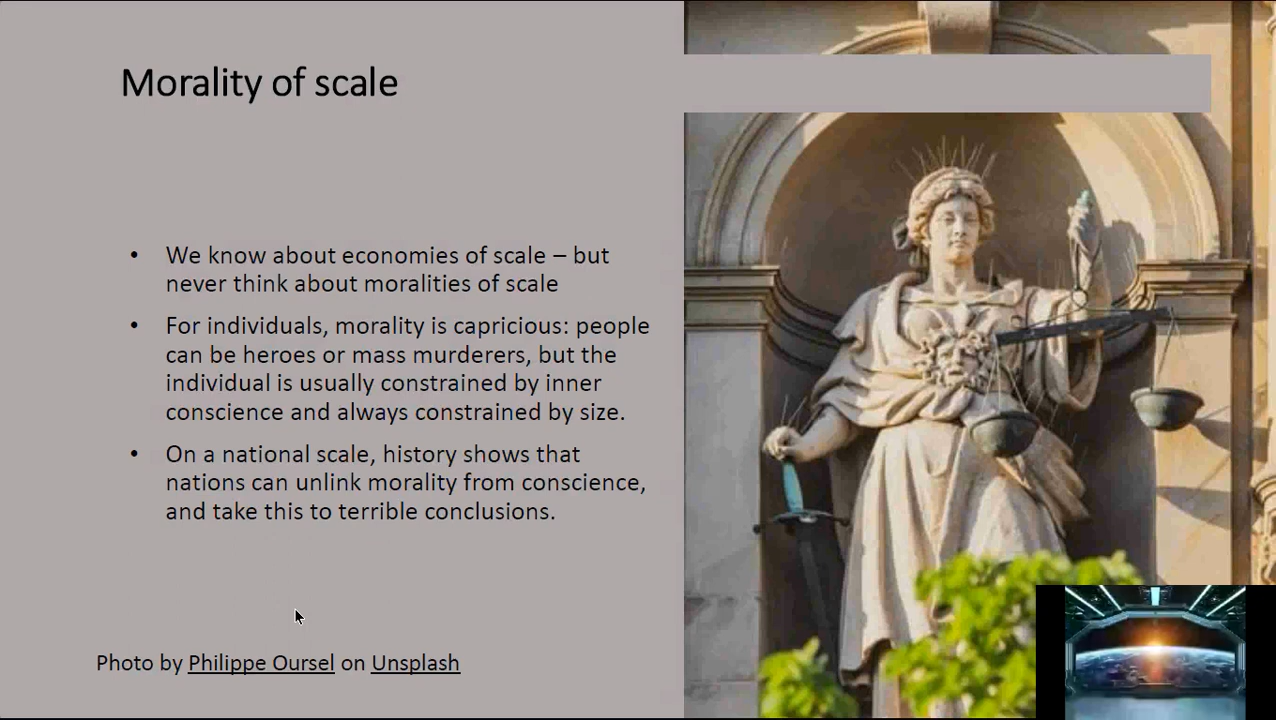 Morality of scale
• We know about economies of scale – but
never think about moralities of scale
• For individuals, morality is capricious: people
can be heroes or mass murderers, but the
individual is usually constrained by inner
conscience and always constrained by size.
• On a national scale, history shows that
nations can unlink morality from conscience,
and take this to terrible conclusions.
Photo by Philippe Oursel on Unsplash